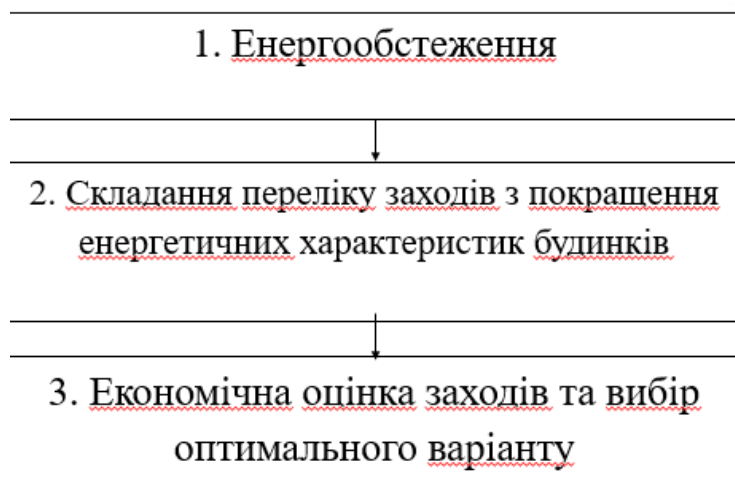 1. Енергообстеження
2. Складання переліку заходів з покращення
енергетичних характеристик будинків
3. Економічна оцінка заходів та вибір
оптимального варіанту